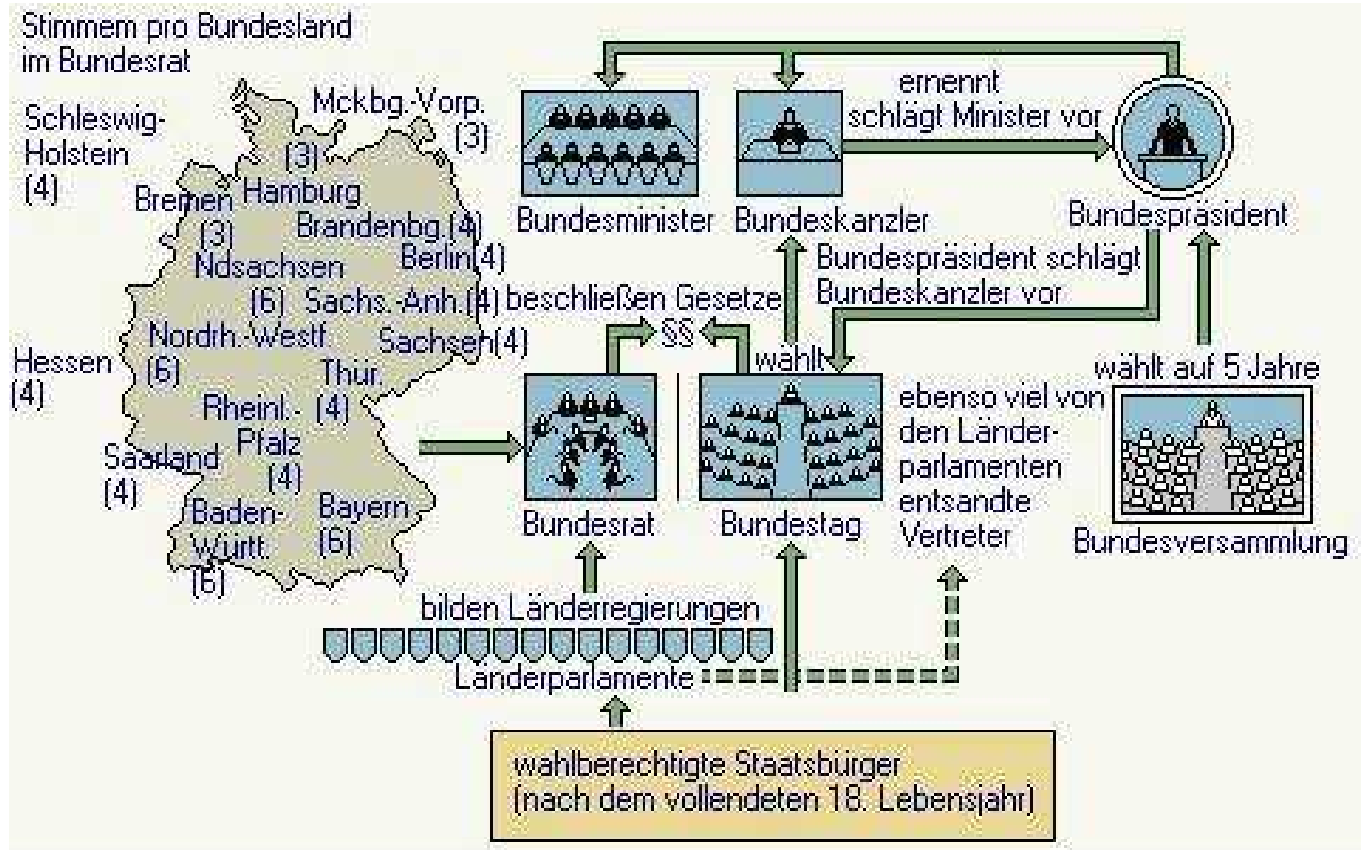 Stimmem pro Bundesland
im Bundesrat
Schleswig-
Holstein
(4)
Mckbg.-Vorp.
(3)
(3)
Hamburg
Bremen
(3)
Brandenbg.(4)
Berlin(4)
Ndsachsen
(6)
Sachs.-Anh.(4)
Nordrh.-Westf
(6)
Sachsen(4)
Hessen
(4)
Thür.
(4)
Rheinl.-
Pfalz
(4)
Saarland
(4)
Baden-
Württ.
(6)
Bayern
(6)
ernennt
schlägt Minister vor
Bundesminister
Bundeskanzler
Bundespräsident
Bundespräsident schlägt
Bundeskanzler vor
beschließen Gesetze
§§
wählt
wählt auf 5 Jahre
ebenso viel von
den Länder-
parlamenten
entsandte
Vertreter
Bundesrat
Bundestag
Bundesversammlung
bilden Länderregierungen
Länderparlamente
wahlberechtigte Staatsbürger
(nach dem vollendeten 18. Lebensjahr)